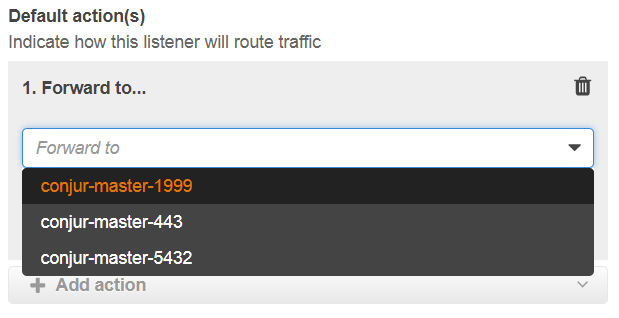 Default action(s)
Indicate how this listener will route traffic
1. Forward to...
Forward to
conjur-master-1999
conjur-master-443
conjur-master-5432
Add action